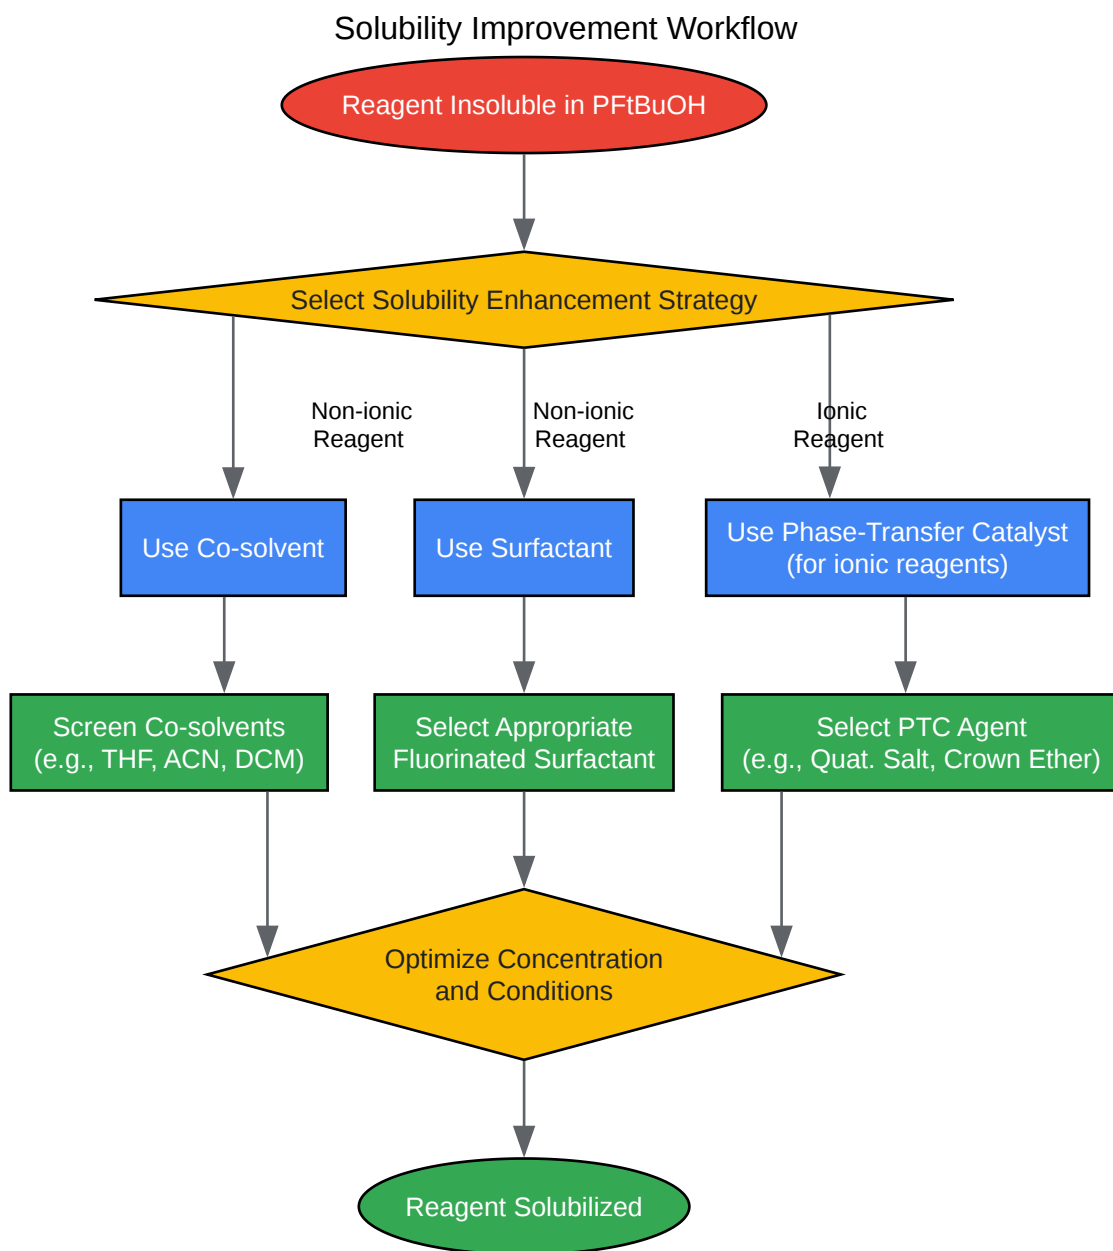 Solubility Improvement Workflow
Reagent Insoluble in PFtBuOH
Select Solubility Enhancement Strategy
Non-ionic
Reagent
Non-ionic
Reagent
Ionic
Reagent
Use Co-solvent
Use Surfactant
Use Phase-Transfer Catalyst
(for ionic reagents)
Screen Co-solvents
(e.g., THF, ACN, DCM)
Select Appropriate
Fluorinated Surfactant
Select PTC Agent
(e.g., Quat. Salt, Crown Ether)
Optimize Concentration
and Conditions
Reagent Solubilized